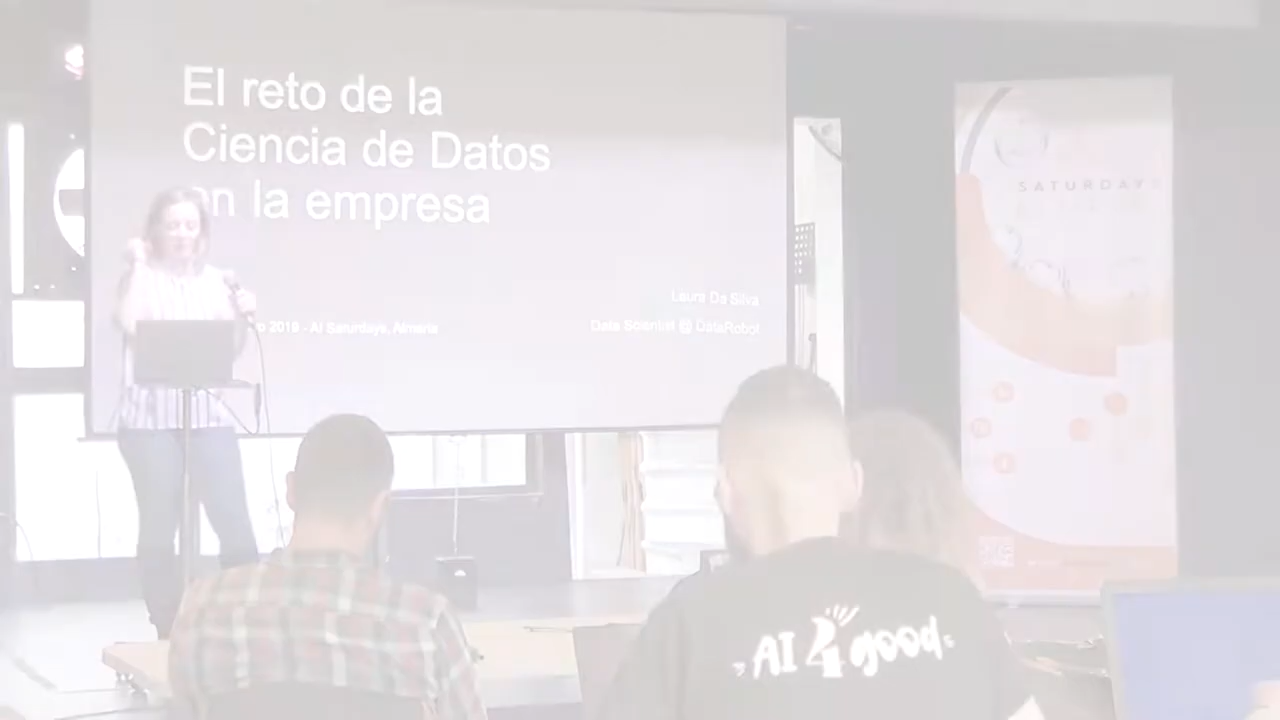 El reto de la
Ciencia de Datos
en la empresa
Laura Da Silva
o 2019 - AI Saturdays, Almería
Data Scientist @ DataRobot
SATURDAYS
AI 4 good